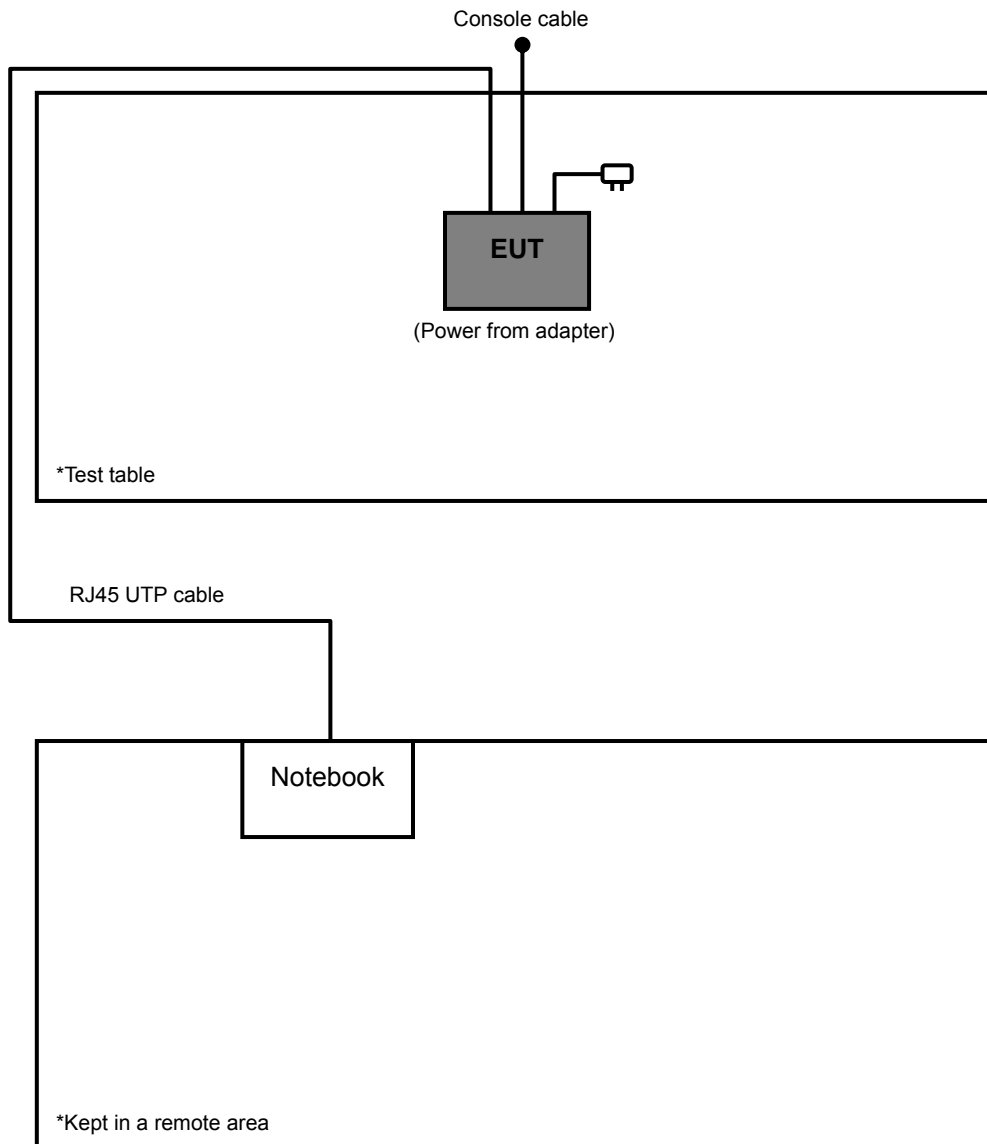 Console cable
EUT
(Power from adapter)
*Test table
RJ45 UTP cable
Notebook
*Kept in a remote area